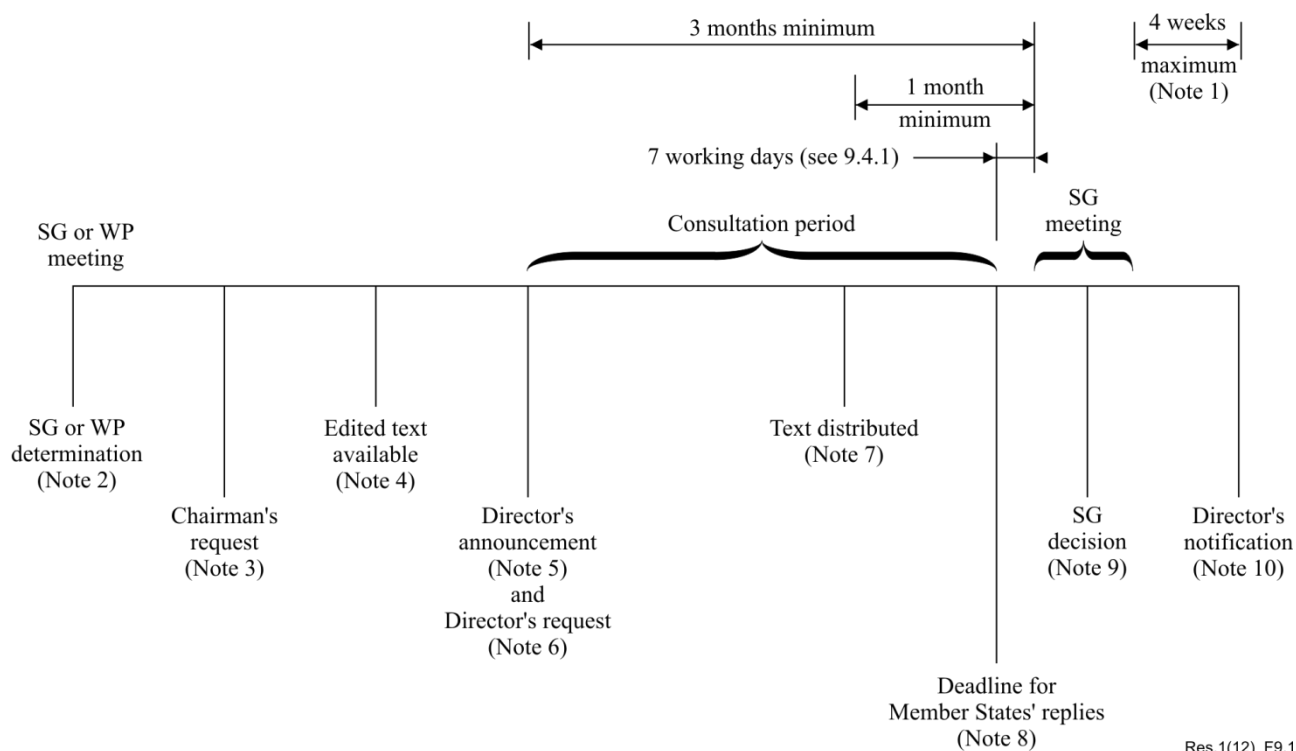 3 months minimum
4 weeks
maximum
(Note 1)
1 month
minimum
7 working days (see 9.4.1)
SG or WP
meeting
Consultation period
SG
meeting
SG or WP
determination
(Note 2)
Chairman's
request
(Note 3)
Edited text
available
(Note 4)
Director's
announcement
(Note 5)
and
Director's request
(Note 6)
Text distributed
(Note 7)
Deadline for
Member States' replies
(Note 8)
SG
decision
(Note 9)
Director's
notification
(Note 10)
Res.1(12)_F9.1